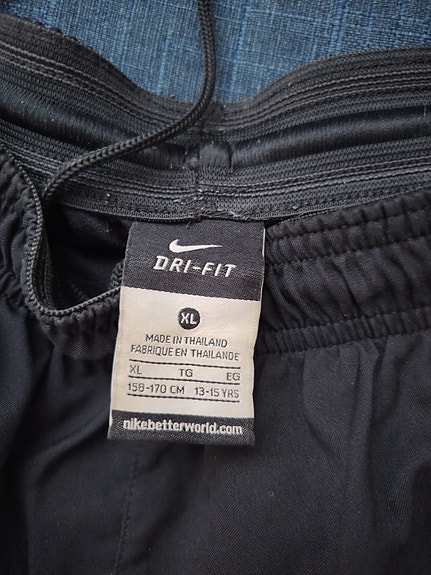 DRI-FIT
XL
MADE IN THAILAND
FABRIQUE EN THAILANDE
XL TG EG
158-170 CM 13-15 YRS
nikebetterworld.com